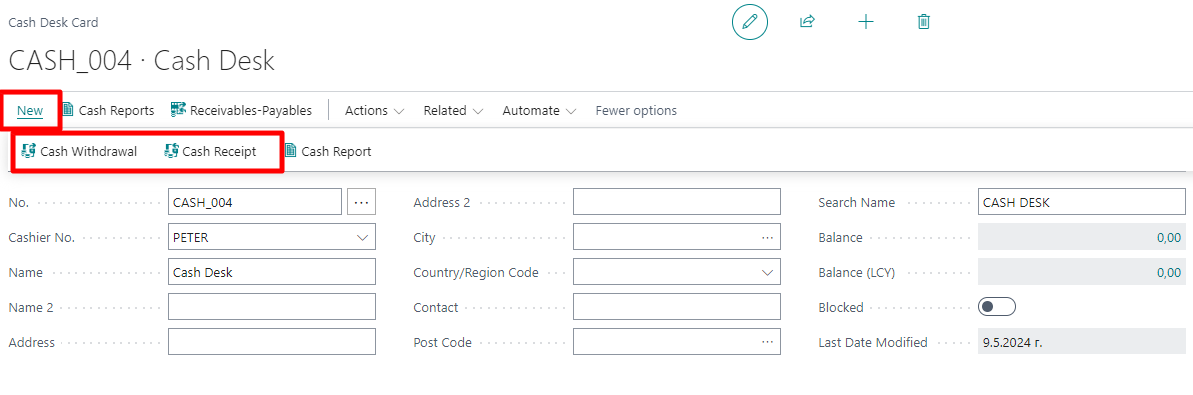 Cash Desk Card
CASH_004 · Cash Desk
New Cash Reports Receivables-Payables Actions Related Automate Fewer options
Cash Withdrawal Cash Receipt Cash Report
No. CASH_004 ... Address 2 Search Name CASH DESK
Cashier No. PETER City ... Balance 0,00
Name Cash Desk Country/Region Code Balance (LCY) 0,00
Name 2 Contact Blocked
Address Post Code ... Last Date Modified 9.5.2024 г.